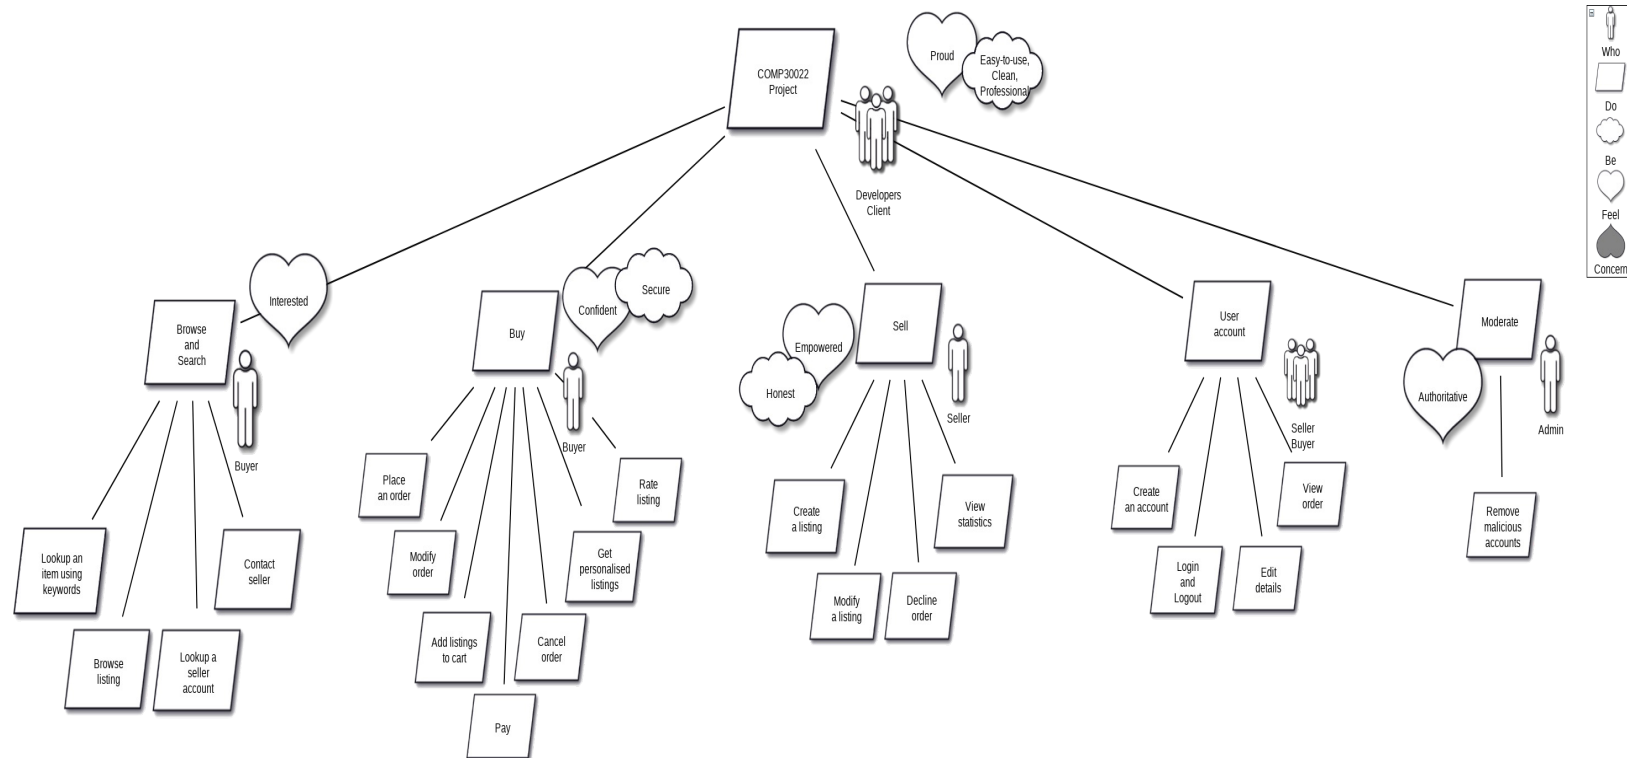 COMP30022
Project
Proud
Easy-to-use,
Clean,
Professional
Developers
Client
Who
Do
Be
Feel
Concern
Browse
and
Search
Interested
Buyer
Lookup an
item using
keywords
Browse
listing
Lookup a
seller
account
Contact
seller
Buy
Confident
Secure
Buyer
Place
an order
Modify
order
Add listings
to cart
Pay
Cancel
order
Get
personalised
listings
Rate
listing
Sell
Empowered
Honest
Seller
Create
a listing
Modify
a listing
Decline
order
View
statistics
User
account
Seller
Buyer
Create
an account
Login
and
Logout
Edit
details
View
order
Moderate
Authoritative
Admin
Remove
malicious
accounts